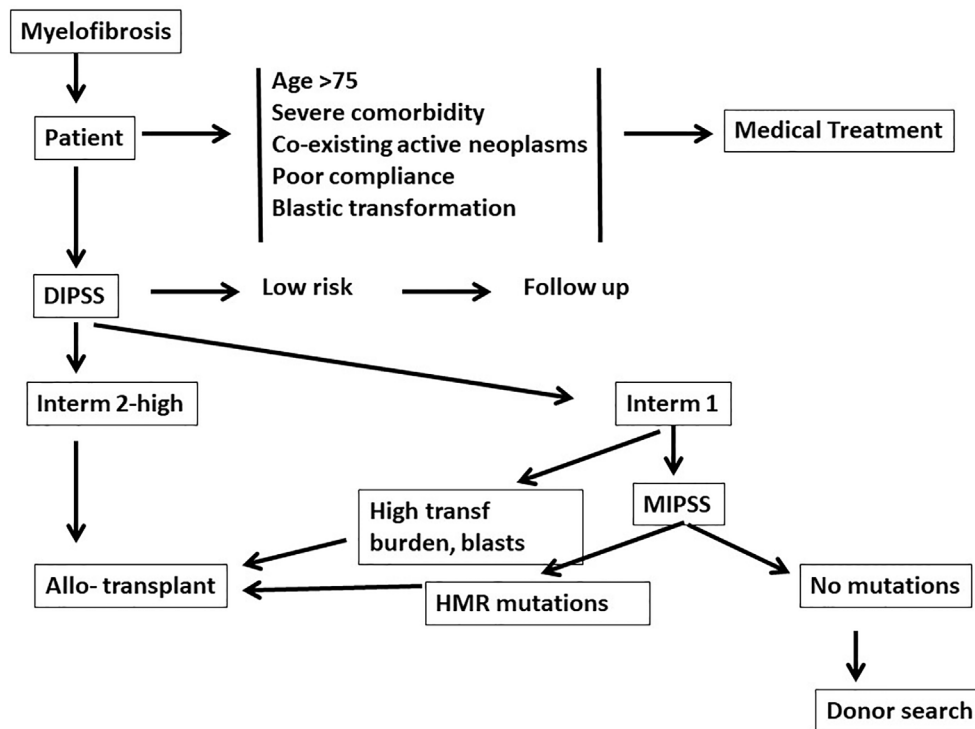 Myelofibrosis
Age >75
Severe comorbidity
Patient
Co-existing active neoplasms
Medical Treatment
Poor compliance
Blastic transformation
DIPSS
Low risk
Follow up
Interm 2-high
Interm 1
High transf
burden, blasts
MIPSS
Allo- transplant
HMR mutations
No mutations
Donor search